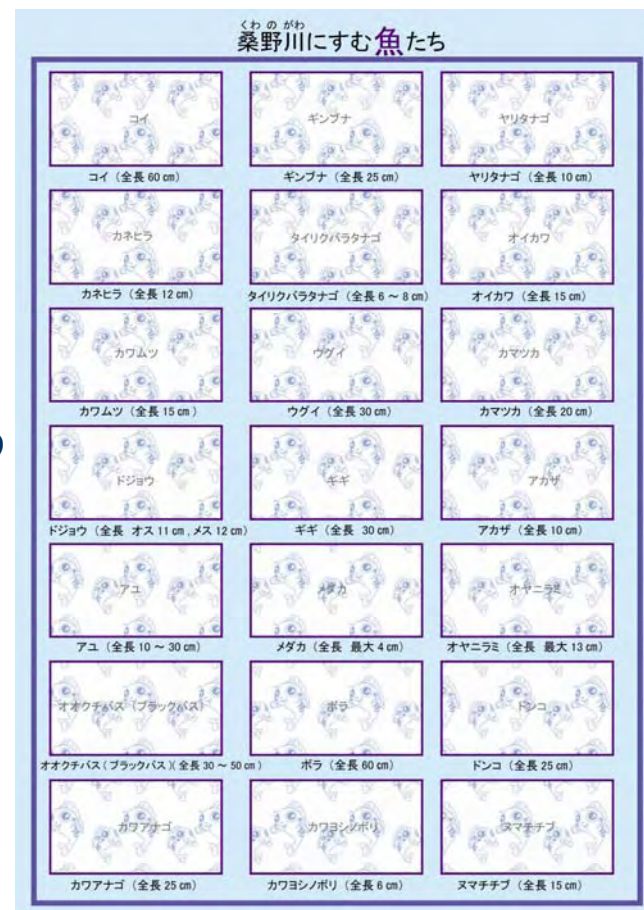 くわ の がわ
桑野川にすむ魚たち
コイ ギンブナ ヤリタナゴ
コイ（全長 60 cm） ギンブナ（全長 25 cm） ヤリタナゴ（全長 10 cm）
カネヒラ タイリクバラタナゴ オイカワ
カネヒラ（全長 12 cm） タイリクバラタナゴ（全長 6 ～ 8 cm） オイカワ（全長 15 cm）
カワムツ ウグイ カマツカ
カワムツ（全長 15 cm） ウグイ（全長 30 cm） カマツカ（全長 20 cm）
ドジョウ ギギ アカザ
ドジョウ（全長 オス 11 cm , メス 12 cm） ギギ（全長 30 cm） アカザ（全長 10 cm）
アユ メダカ オヤニラミ
アユ（全長 10 ～ 30 cm） メダカ（全長 最大 4 cm） オヤニラミ（全長 最大 13 cm）
オオクチバス（ブラックバス） ボラ ドンコ
オオクチバス（ブラックバス）（全長 30 ～ 50 cm） ボラ（全長 60 cm） ドンコ（全長 25 cm）
カワアナゴ カワヨシノボリ ヌマチチブ
カワアナゴ（全長 25 cm） カワヨシノボリ（全長 6 cm） ヌマチチブ（全長 15 cm）